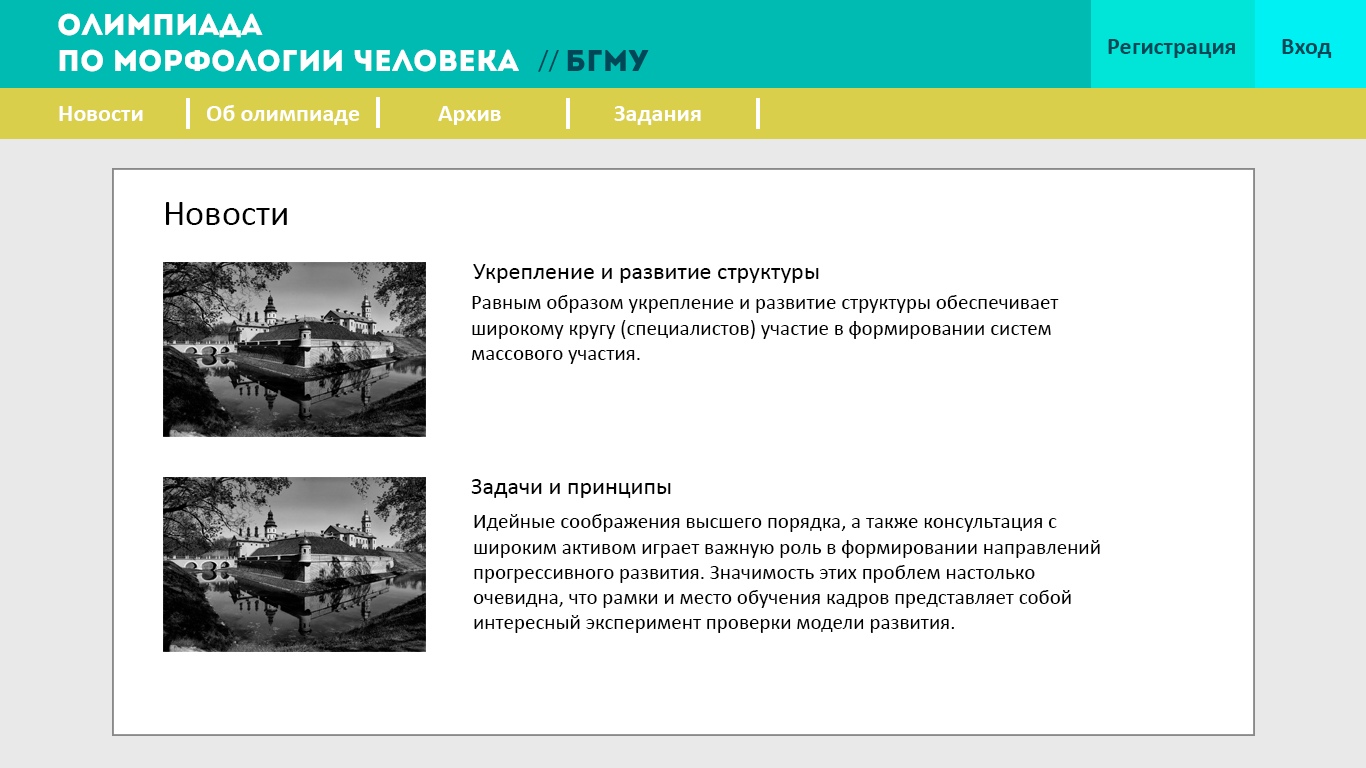 ОЛИМПИАДА
ПО МОРФОЛОГИИ ЧЕЛОВЕКА // БГМУ
Регистрация Вход
Новости Об олимпиаде Архив Задания
Новости
Укрепление и развитие структуры
Равным образом укрепление и развитие структуры обеспечивает
широкому кругу (специалистов) участие в формировании систем
массового участия.
Задачи и принципы
Идейные соображения высшего порядка, а также консультация с
широким активом играет важную роль в формировании направлений
прогрессивного развития. Значимость этих проблем настолько
очевидна, что рамки и место обучения кадров представляет собой
интересный эксперимент проверки модели развития.